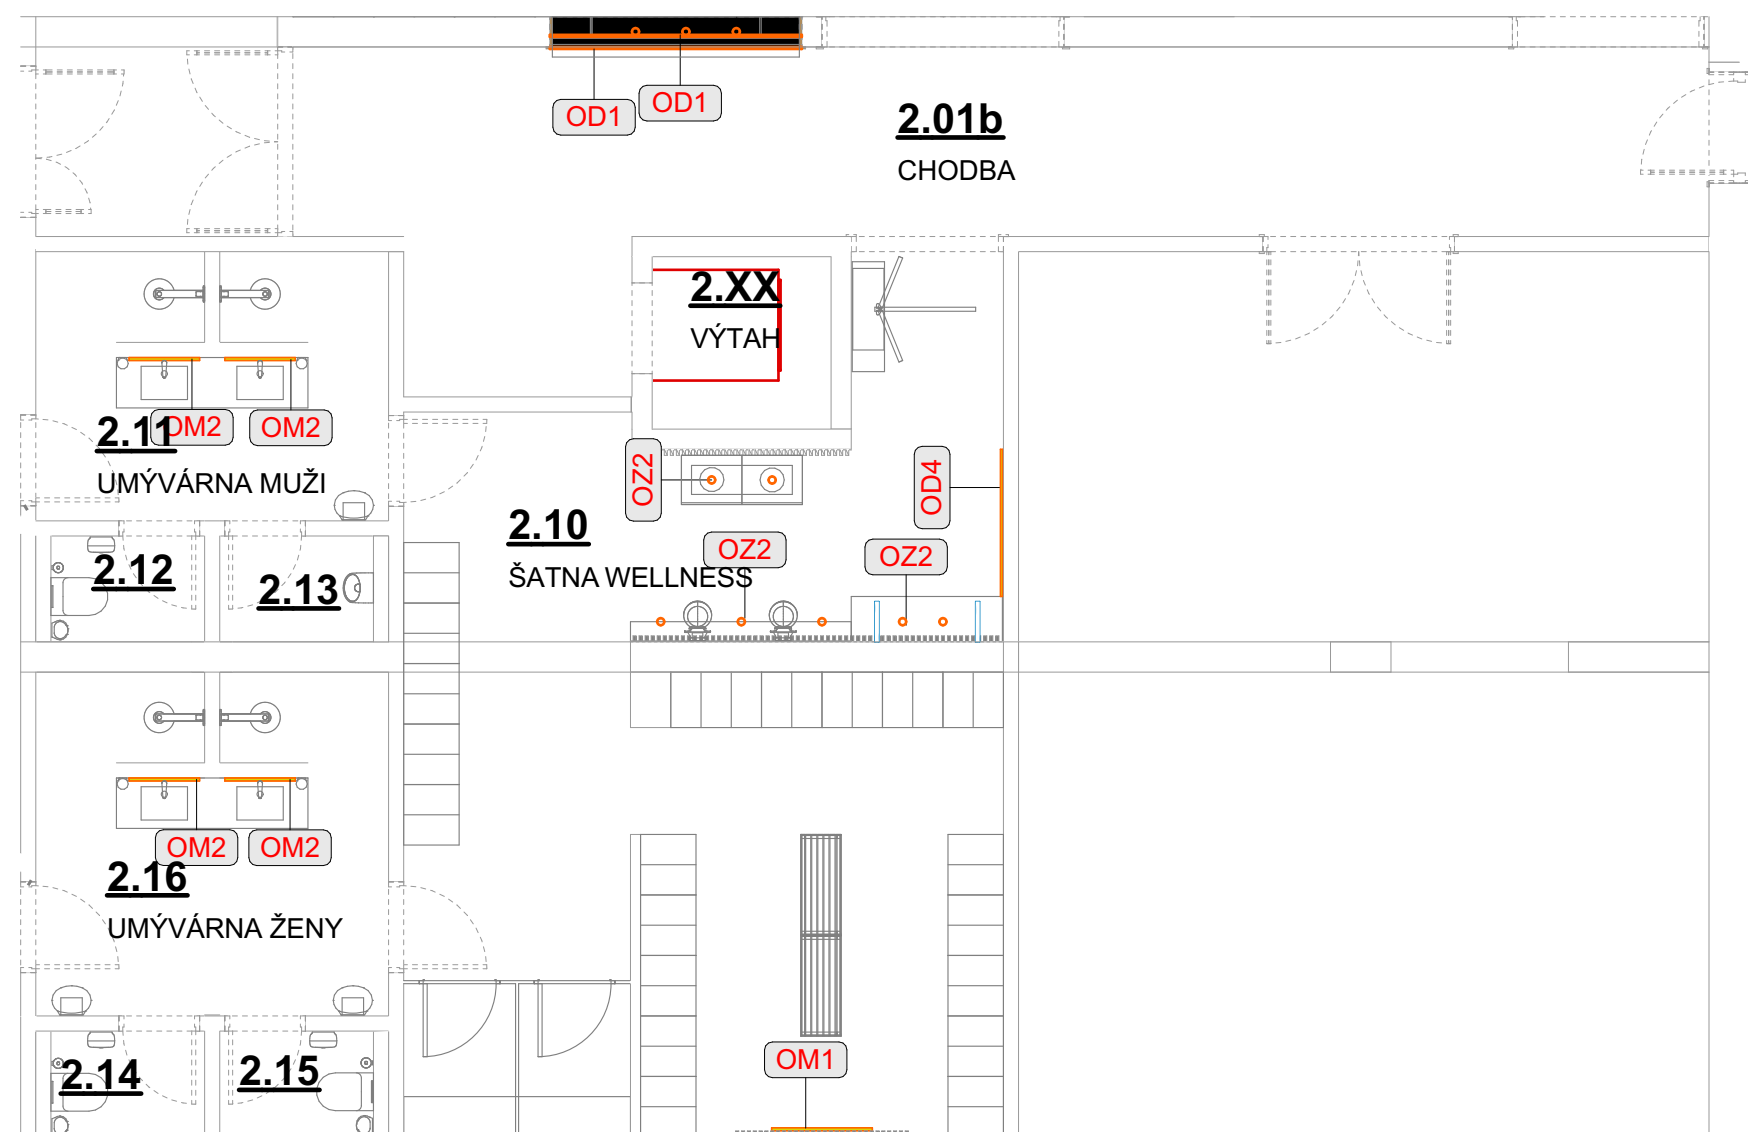 OD1
OD1
2.01b
CHODBA
2.XX
VÝTAH
OM2
OM2
2.11
UMÝVÁRNA MUŽI
OZ2
OD4
2.10
ŠATNA WELLNESS
OZ2
OZ2
2.12
2.13
OM2
OM2
2.16
UMÝVÁRNA ŽENY
2.14
2.15
OM1